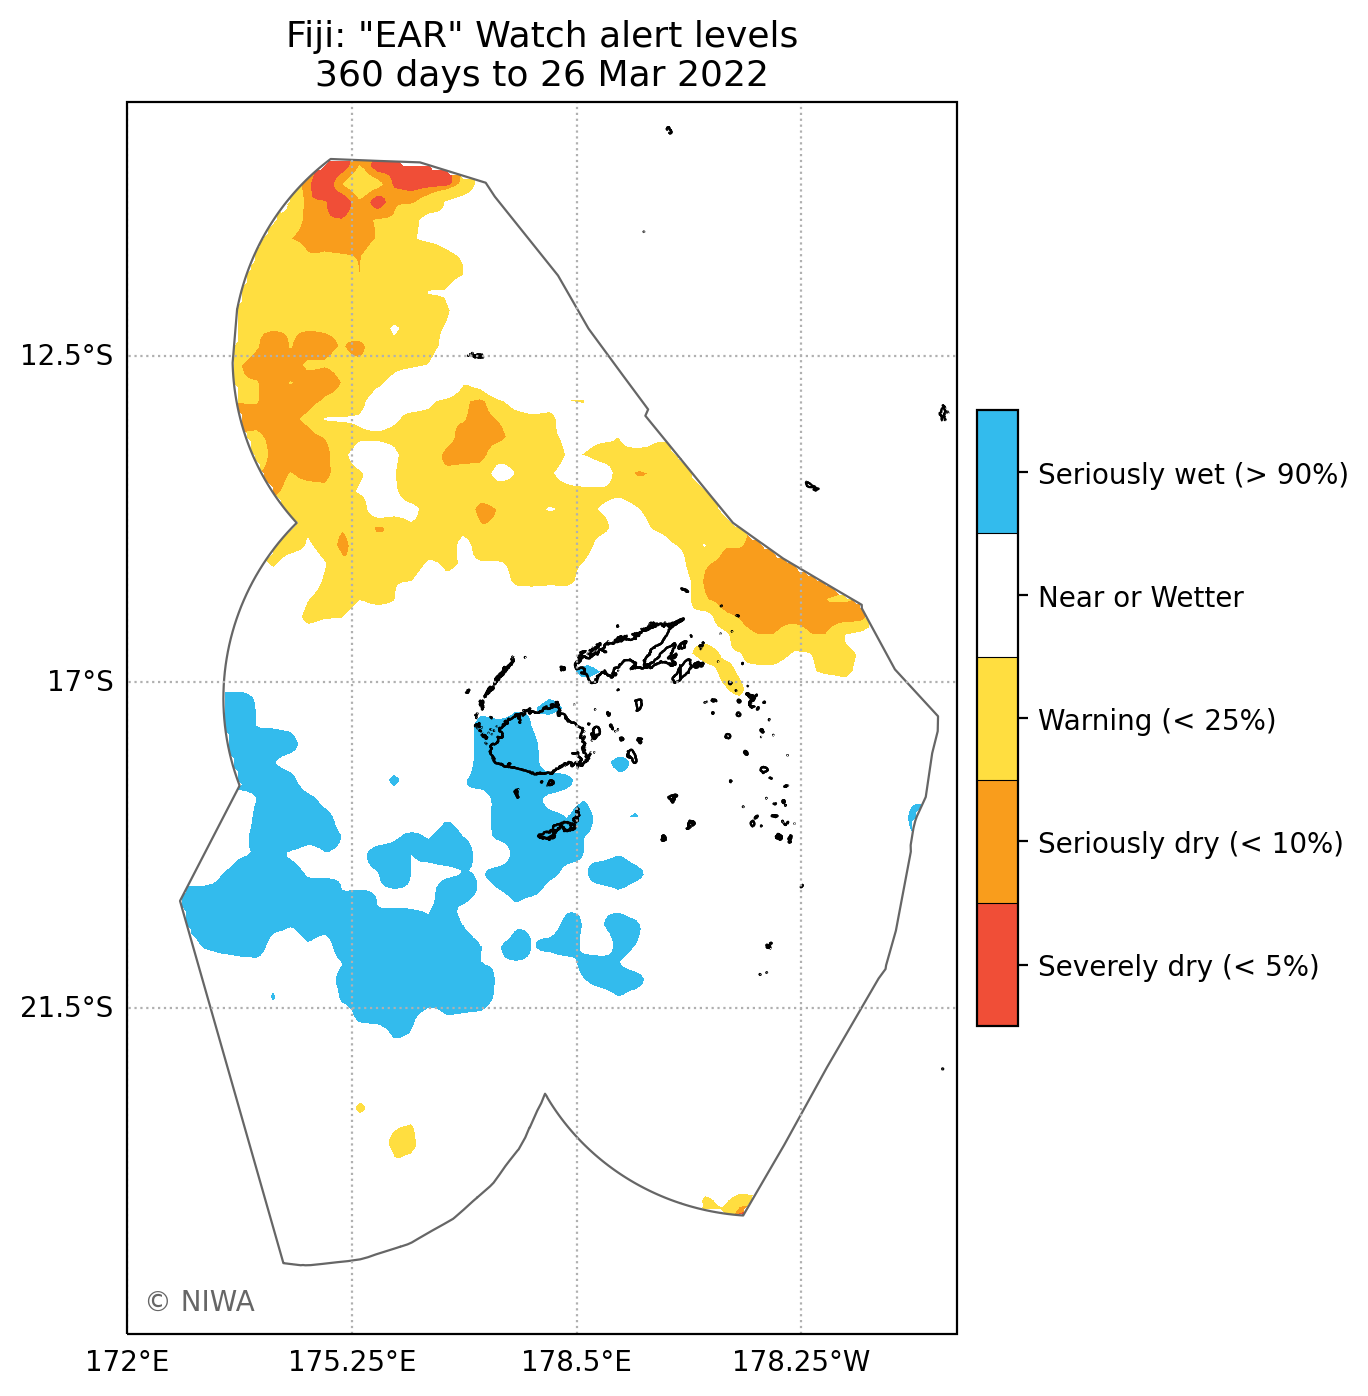 Fiji: "EAR" Watch alert levels
360 days to 26 Mar 2022
12.5°S
17°S
21.5°S
172°E
175.25°E
178.5°E
178.25°W
Seriously wet (> 90%)
Near or Wetter
Warning (< 25%)
Seriously dry (< 10%)
Severely dry (< 5%)
© NIWA